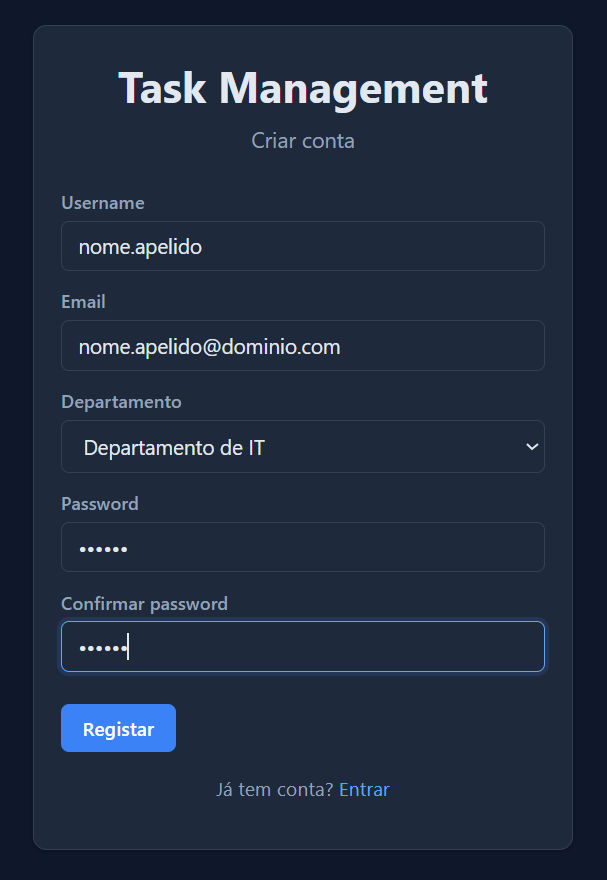 Task Management
Criar conta
Username
nome.apelido
Email
nome.apelido@dominio.com
Departamento
Departamento de IT
Password
••••••
Confirmar password
••••••
Registar
Já tem conta? Entrar